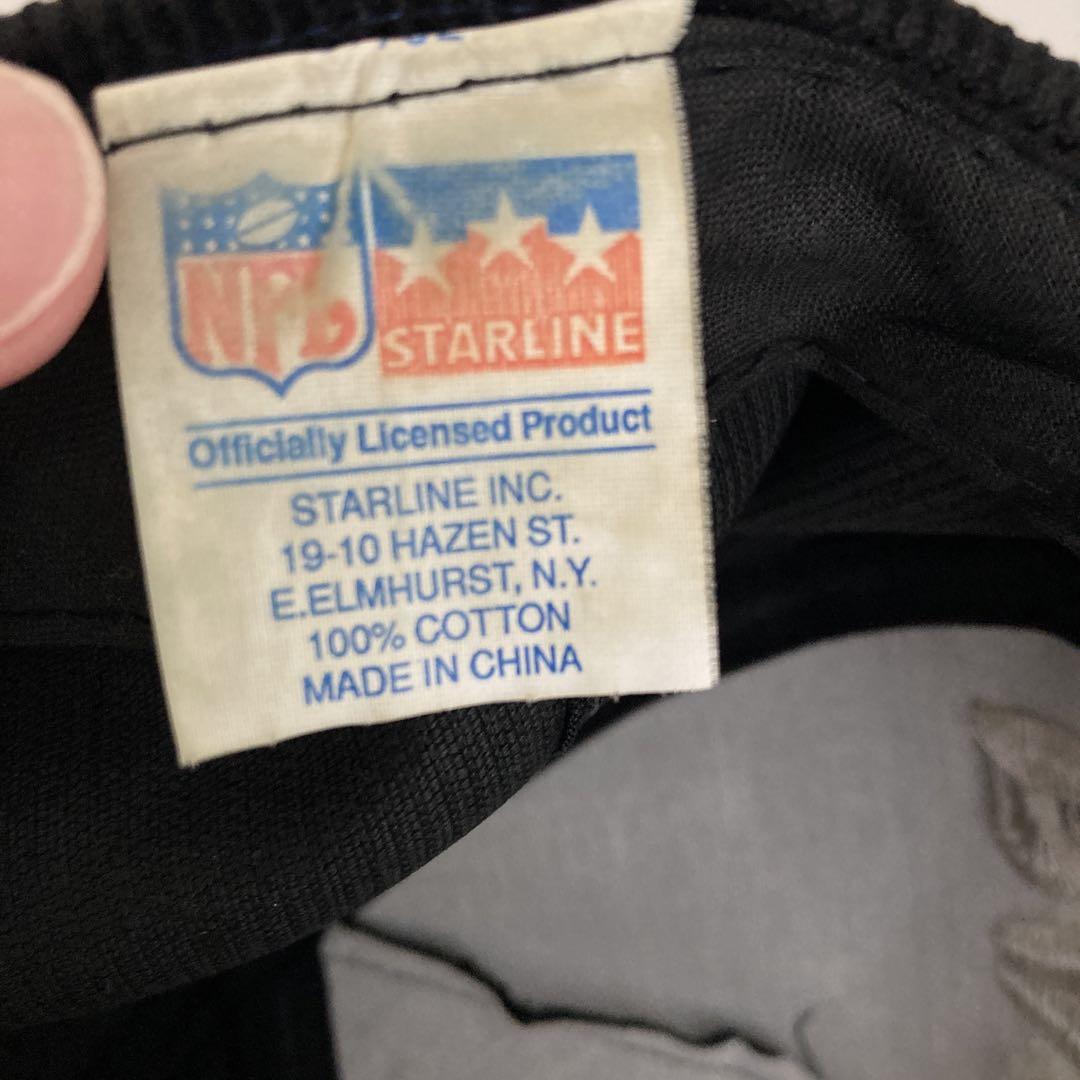 NFL
STARLINE
Officially Licensed Product
STARLINE INC.
19-10 HAZEN ST.
E.ELMHURST, N.Y.
100% COTTON
MADE IN CHINA